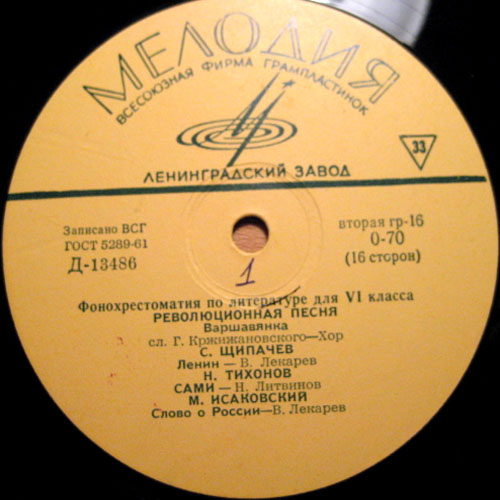 МЕЛОДИЯ
ВСЕСОЮЗНАЯ ФИРМА ГРАМПЛАСТИНОК
33
ЛЕНИНГРАДСКИЙ ЗАВОД
Записано ВСГ
ГОСТ 5289-61
Д-13486
вторая гр-16
0-70
(16 сторон)
1
Фонохрестоматия по литературе для VI класса
РЕВОЛЮЦИОННАЯ ПЕСНЯ
Варшавянка
сл. Г. Кржижановского—Хор
С. ЩИПАЧЕВ
Ленин — В. Лекарев
Н. ТИХОНОВ
САМИ — Н. Литвинов
М. ИСАКОВСКИЙ
Слово о России—В. Лекарев